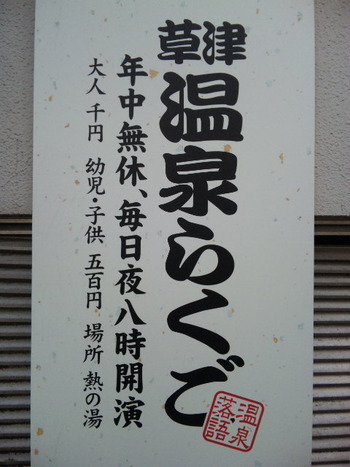 草津
温泉らくご
年中無休、毎日夜八時開演
大人 千円 幼児・子供 五百円 場所 熱の湯
温泉
落語